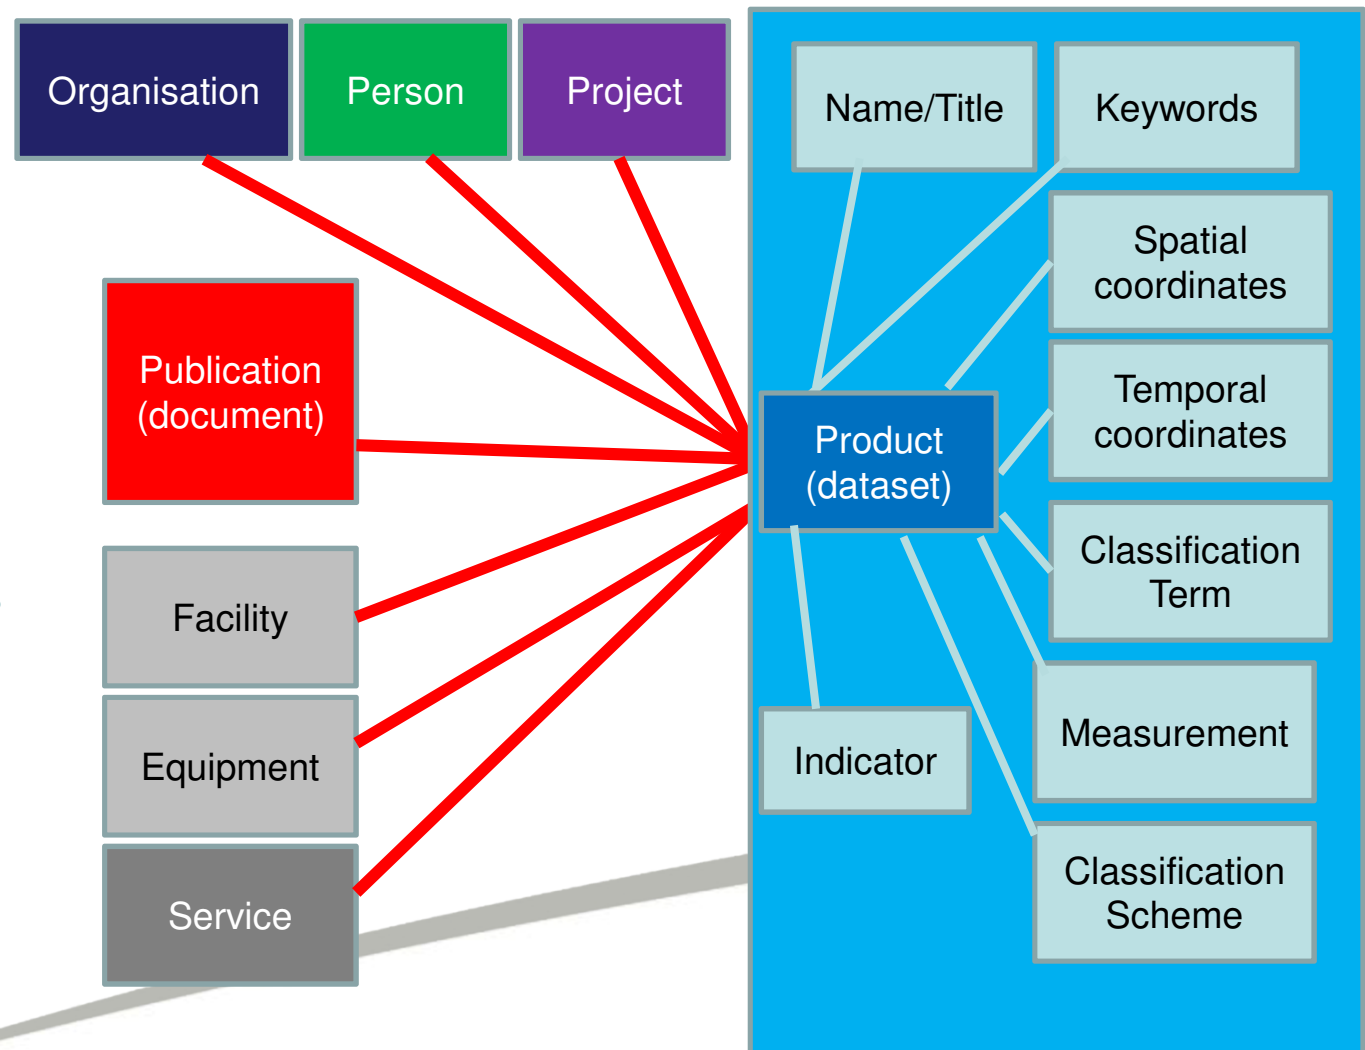 Organisation
Person
Project
Name/Title
Keywords
Spatial
coordinates
Publication
(document)
Temporal
coordinates
Product
(dataset)
Classification
Term
Facility
Equipment
Indicator
Measurement
Service
Classification
Scheme